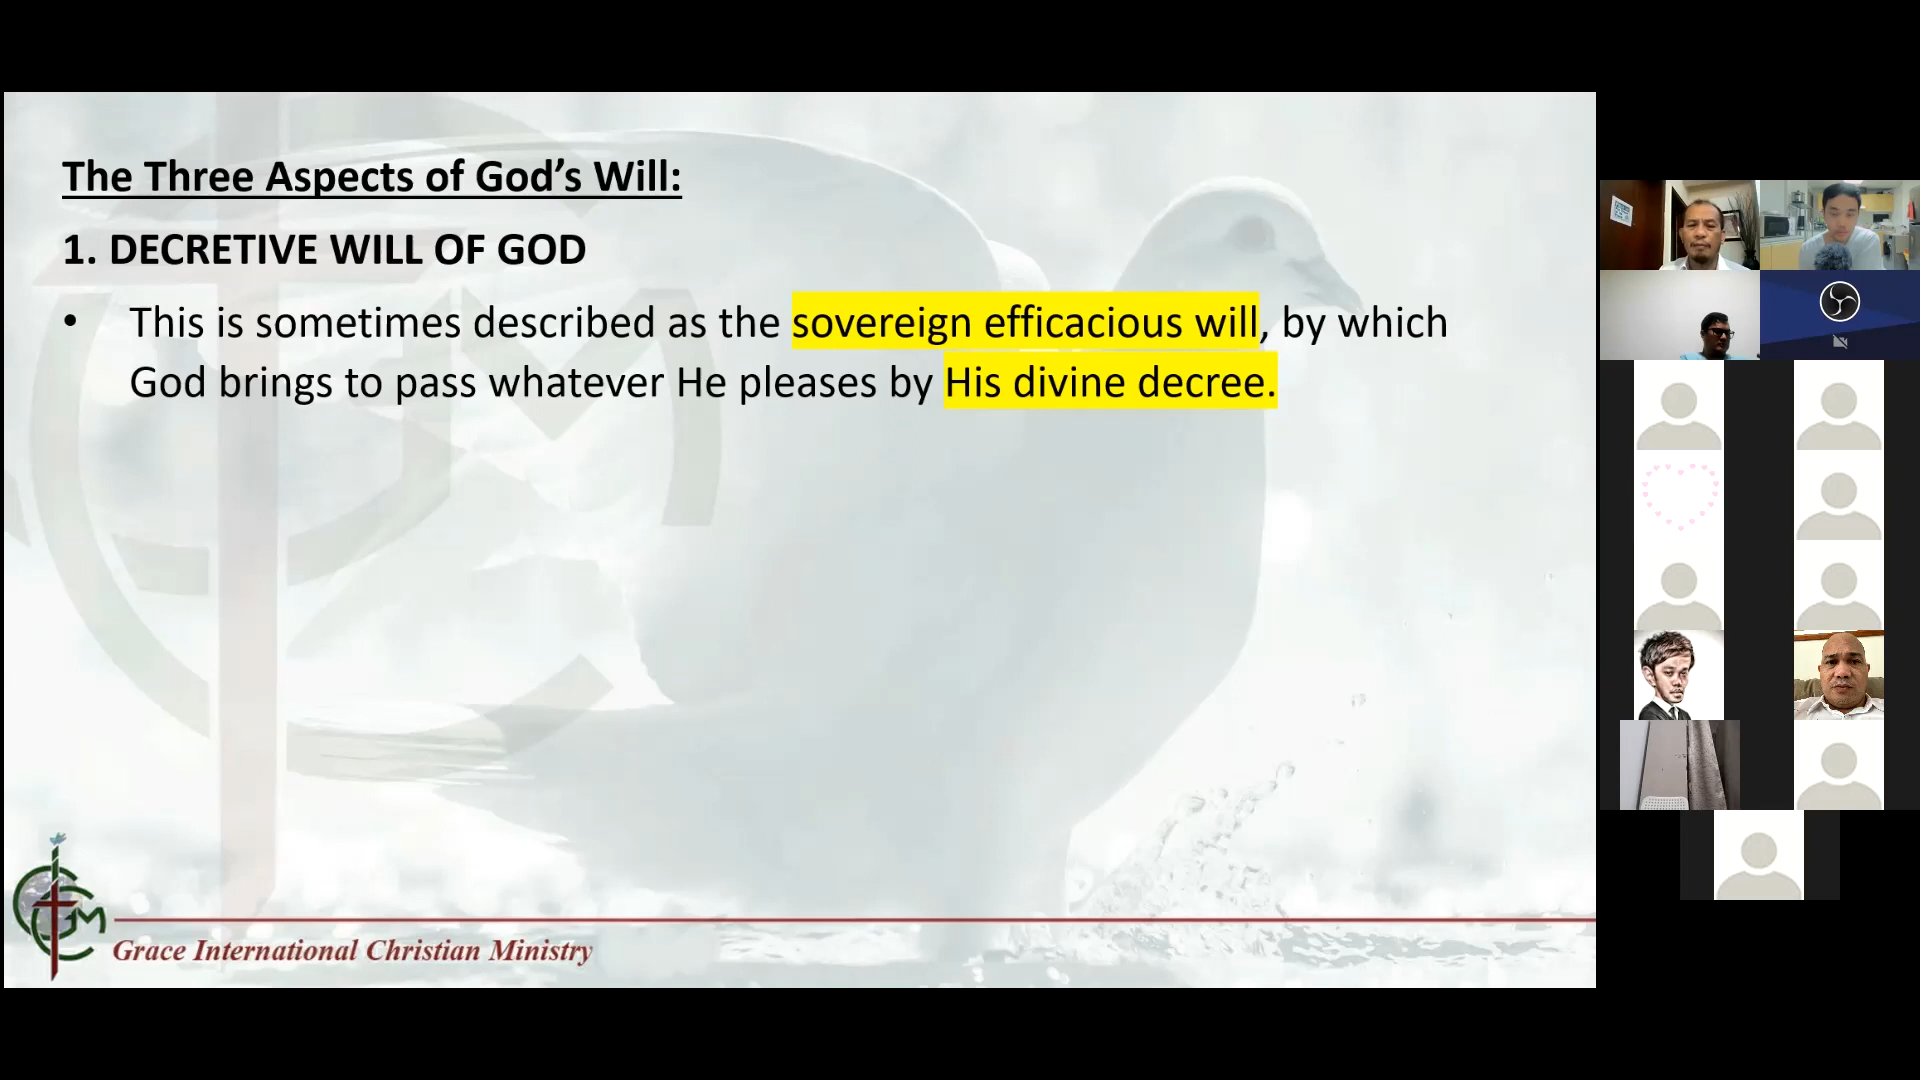 The Three Aspects of God’s Will:
1. DECRETIVE WILL OF GOD
• This is sometimes described as the sovereign efficacious will, by which
God brings to pass whatever He pleases by His divine decree.
Grace International Christian Ministry